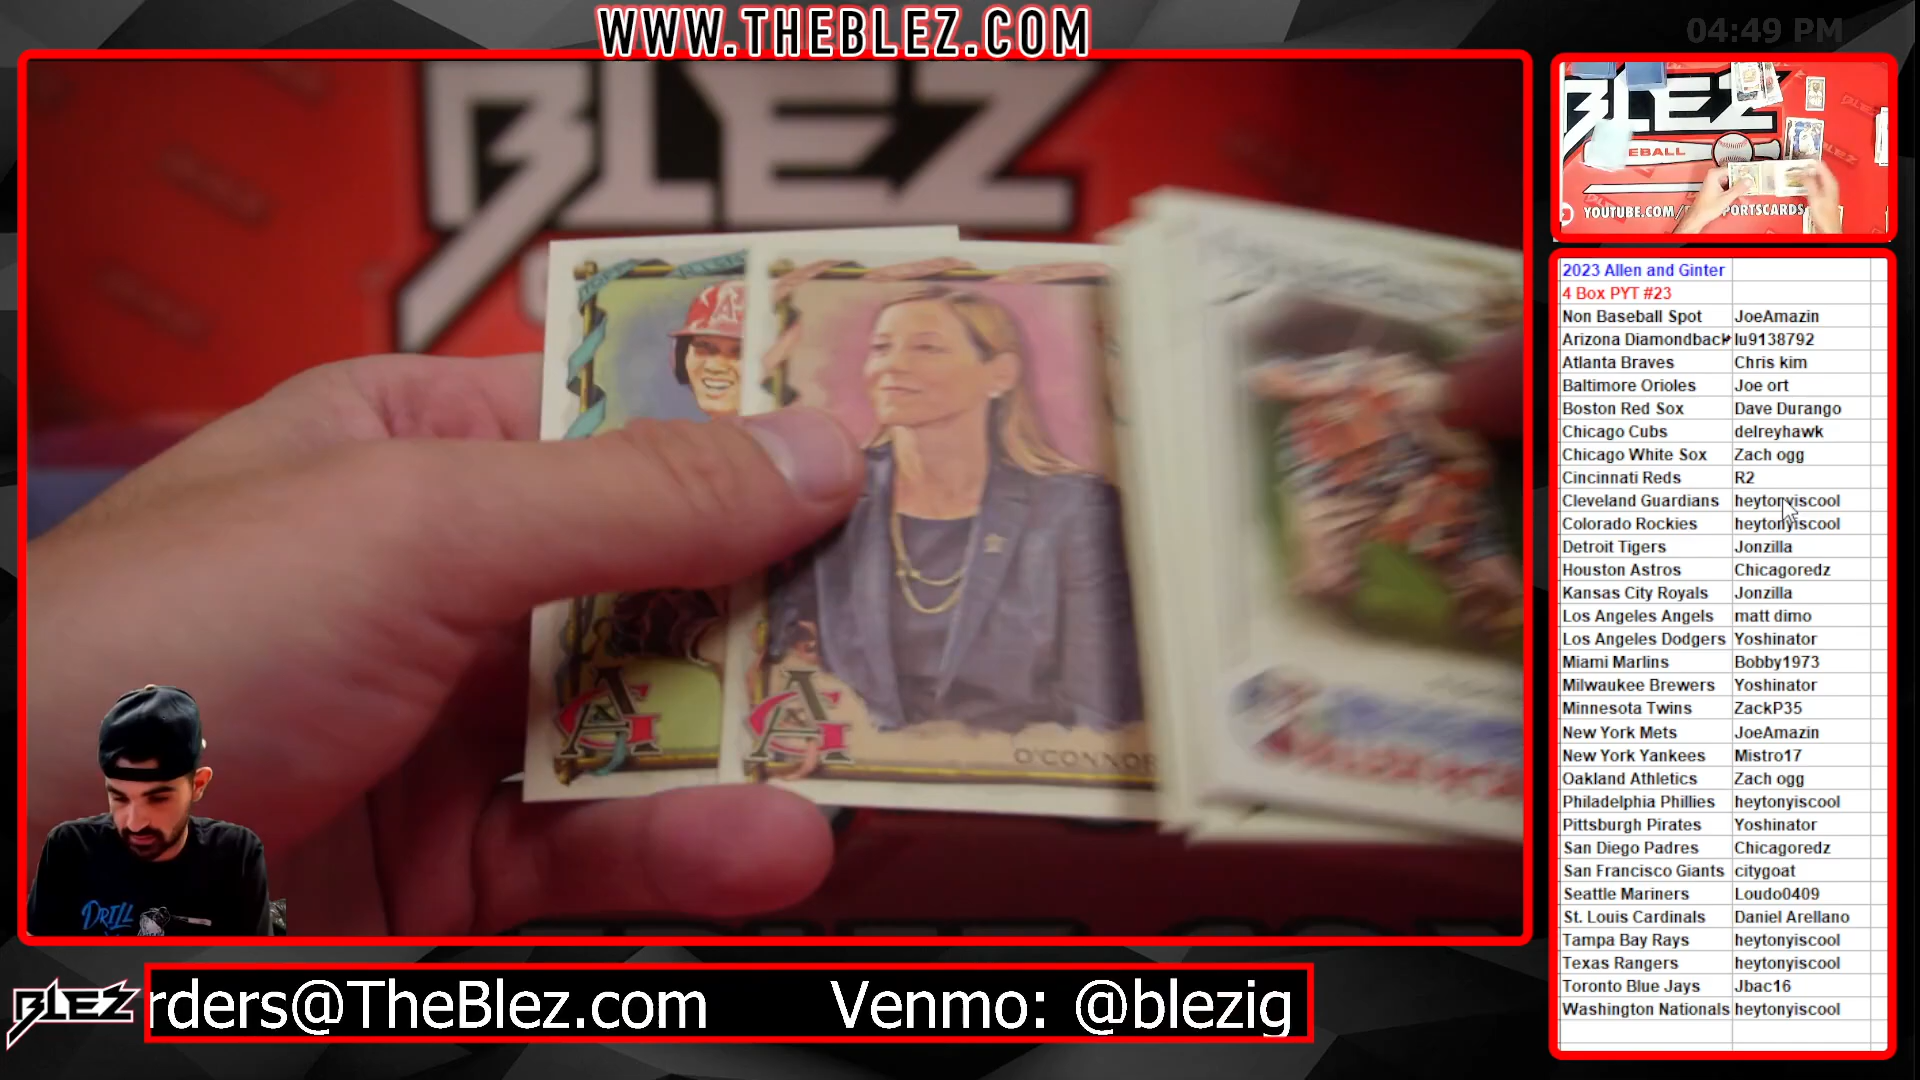 WWW.THEBLEZ.COM
04:49 PM
BLEZ
O'CONNOR
A&G
A&G
A
DRILL
BLEZ
EBALL
YOUTUBE.COM/
PORTSCARDS
2023 Allen and Ginter
4 Box PYT #23
Non Baseball Spot JoeAmazin
Arizona Diamondback lu9138792
Atlanta Braves Chris kim
Baltimore Orioles Joe ort
Boston Red Sox Dave Durango
Chicago Cubs delreyhawk
Chicago White Sox Zach ogg
Cincinnati Reds R2
Cleveland Guardians heytonyiscool
Colorado Rockies heytonyiscool
Detroit Tigers Jonzilla
Houston Astros Chicagoredz
Kansas City Royals Jonzilla
Los Angeles Angels matt dimo
Los Angeles Dodgers Yoshinator
Miami Marlins Bobby1973
Milwaukee Brewers Yoshinator
Minnesota Twins ZackP35
New York Mets JoeAmazin
New York Yankees Mistro17
Oakland Athletics Zach ogg
Philadelphia Phillies heytonyiscool
Pittsburgh Pirates Yoshinator
San Diego Padres Chicagoredz
San Francisco Giants citygoat
Seattle Mariners Loudo0409
St. Louis Cardinals Daniel Arellano
Tampa Bay Rays heytonyiscool
Texas Rangers heytonyiscool
Toronto Blue Jays Jbac16
Washington Nationals heytonyiscool
BLEZ
rders@TheBlez.com Venmo: @blezig